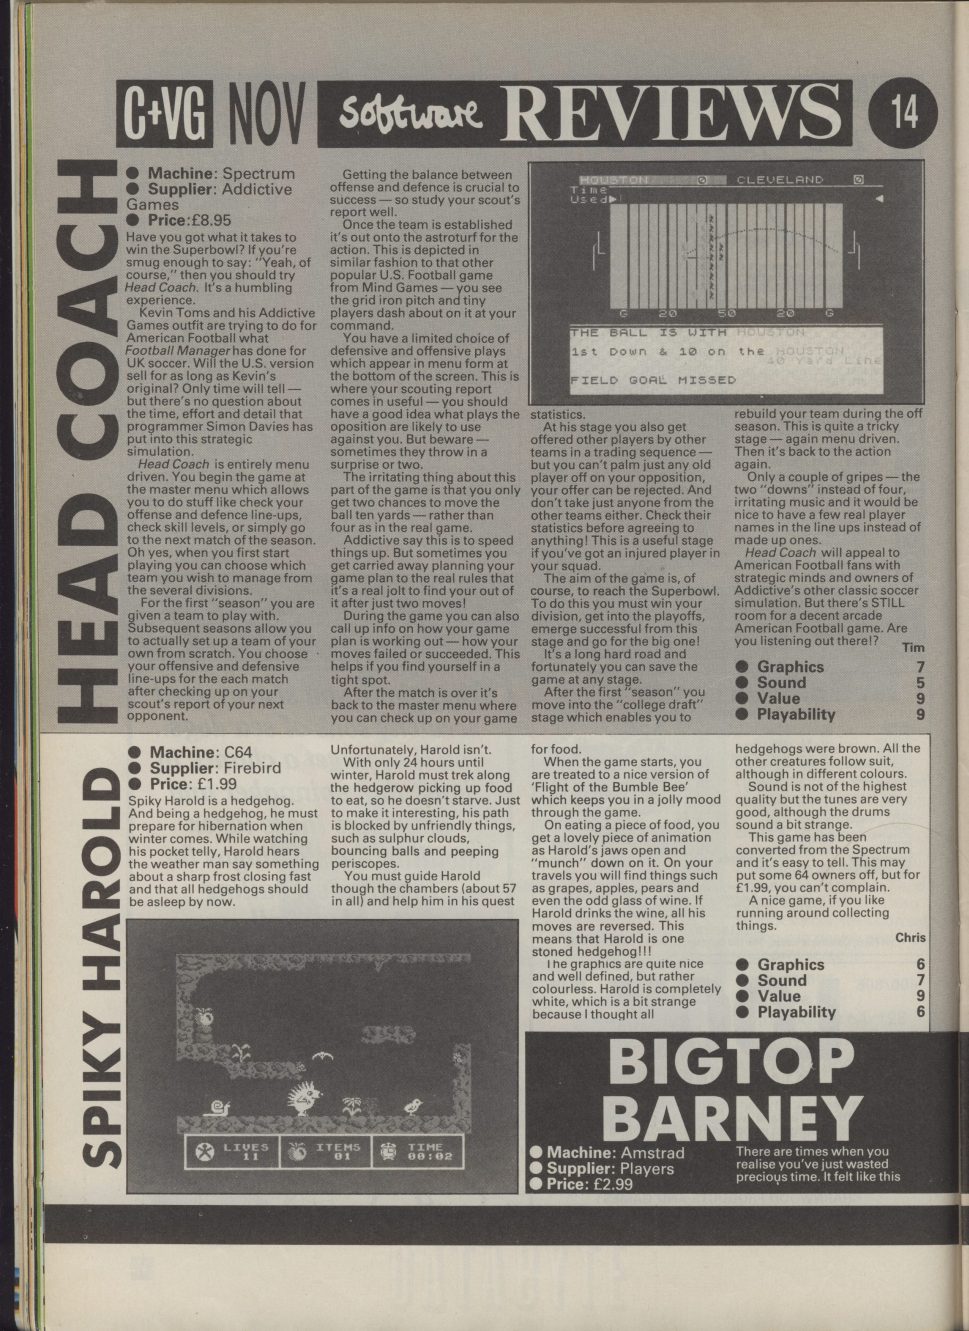 C+VG NOV software REVIEWS 14
HEAD COACH
● Machine: Spectrum
● Supplier: Addictive
Games
● Price:£8.95
Have you got what it takes to
win the Superbowl? If you're
smug enough to say: "Yeah, of
course," then you should try
Head Coach. It's a humbling
experience.
Kevin Toms and his Addictive
Games outfit are trying to do for
American Football what
Football Manager has done for
UK soccer. Will the U.S. version
sell for as long as Kevin's
original? Only time will tell —
but there's no question about
the time, effort and detail that
programmer Simon Davies has
put into this strategic
simulation.
Head Coach is entirely menu
driven. You begin the game at
the master menu which allows
you to do stuff like check your
offense and defence line-ups,
check skill levels, or simply go
to the next match of the season.
Oh yes, when you first start
playing you can choose which
team you wish to manage from
the several divisions.
For the first "season" you are
given a team to play with.
Subsequent seasons allow you
to actually set up a team of your
own from scratch. You choose
your offensive and defensive
line-ups for the each match
after checking up on your
scout's report of your next
opponent.
Getting the balance between
offense and defence is crucial to
success — so study your scout's
report well.
Once the team is established
it's out onto the astroturf for the
action. This is depicted in
similar fashion to that other
popular U.S. Football game
from Mind Games — you see
the grid iron pitch and tiny
players dash about on it at your
command.
You have a limited choice of
defensive and offensive plays
which appear in menu form at
the bottom of the screen. This is
where your scouting report
comes in useful — you should
have a good idea what plays the
oposition are likely to use
against you. But beware —
sometimes they throw in a
surprise or two.
The irritating thing about this
part of the game is that you only
get two chances to move the
ball ten yards — rather than
four as in the real game.
Addictive say this is to speed
things up. But sometimes you
get carried away planning your
game plan to the real rules that
it's a real jolt to find your out of
it after just two moves!
During the game you can also
call up info on how your game
plan is working out — how your
moves failed or succeeded. This
helps if you find yourself in a
tight spot.
After the match is over it's
back to the master menu where
you can check up on your game
HOUSTON 0 CLEVELAND 0
Time
Used
G 20 50 20 G
THE BALL IS WITH HOUSTON
1st Down & 10 on the HOUSTON
40 Yard Line
FIELD GOAL MISSED
statistics.
At his stage you also get
offered other players by other
teams in a trading sequence —
but you can't palm just any old
player off on your opposition,
your offer can be rejected. And
don't take just anyone from the
other teams either. Check their
statistics before agreeing to
anything! This is a useful stage
if you've got an injured player in
your squad.
The aim of the game is, of
course, to reach the Superbowl.
To do this you must win your
division, get into the playoffs,
emerge successful from this
stage and go for the big one!
It's a long hard road and
fortunately you can save the
game at any stage.
After the first "season" you
move into the "college draft"
stage which enables you to
rebuild your team during the off
season. This is quite a tricky
stage — again menu driven.
Then it's back to the action
again.
Only a couple of gripes — the
two "downs" instead of four,
irritating music and it would be
nice to have a few real player
names in the line ups instead of
made up ones.
Head Coach will appeal to
American Football fans with
strategic minds and owners of
Addictive's other classic soccer
simulation. But there's STILL
room for a decent arcade
American Football game. Are
you listening out there!?
Tim
● Graphics 7
● Sound 5
● Value 9
● Playability 9
SPIKY HAROLD
● Machine: C64
● Supplier: Firebird
● Price: £1.99
Spiky Harold is a hedgehog.
And being a hedgehog, he must
prepare for hibernation when
winter comes. While watching
his pocket telly, Harold hears
the weather man say something
about a sharp frost closing fast
and that all hedgehogs should
be asleep by now.
Unfortunately, Harold isn't.
With only 24 hours until
winter, Harold must trek along
the hedgerow picking up food
to eat, so he doesn't starve. Just
to make it interesting, his path
is blocked by unfriendly things,
such as sulphur clouds,
bouncing balls and peeping
periscopes.
You must guide Harold
though the chambers (about 57
in all) and help him in his quest
LIVES 11
ITEMS 01
TIME 00:02
for food.
When the game starts, you
are treated to a nice version of
'Flight of the Bumble Bee'
which keeps you in a jolly mood
through the game.
On eating a piece of food, you
get a lovely piece of animation
as Harold's jaws open and
"munch" down on it. On your
travels you will find things such
as grapes, apples, pears and
even the odd glass of wine. If
Harold drinks the wine, all his
moves are reversed. This
means that Harold is one
stoned hedgehog!!!
The graphics are quite nice
and well defined, but rather
colourless. Harold is completely
white, which is a bit strange
because I thought all
hedgehogs were brown. All the
other creatures follow suit,
although in different colours.
Sound is not of the highest
quality but the tunes are very
good, although the drums
sound a bit strange.
This game has been
converted from the Spectrum
and it's easy to tell. This may
put some 64 owners off, but for
£1.99, you can't complain.
A nice game, if you like
running around collecting
things.
Chris
● Graphics 6
● Sound 7
● Value 9
● Playability 6
BIGTOP
BARNEY
● Machine: Amstrad
● Supplier: Players
● Price: £2.99
There are times when you
realise you've just wasted
precious time. It felt like this